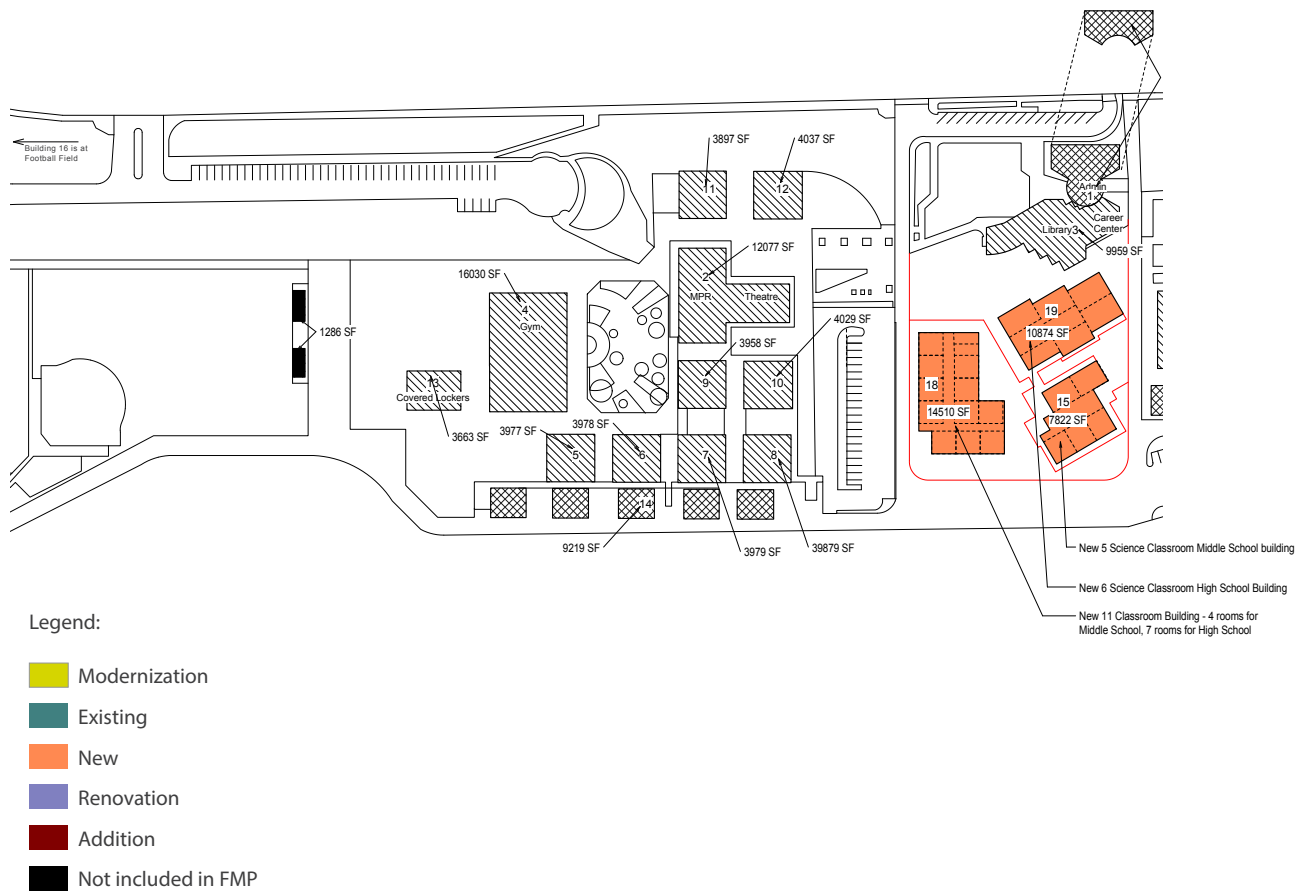 Building 16 is at
Football Field
3897 SF
4037 SF
11
12
Admin
1
Career
Center
Library3
9959 SF
12077 SF
2
MPR
Theatre
16030 SF
4
Gym
4029 SF
1286 SF
3958 SF
19
10874 SF
9
10
13
Covered Lockers
18
14510 SF
15
7822 SF
3663 SF
3977 SF
3978 SF
5
6
7
8
14
9219 SF
3979 SF
39879 SF
New 5 Science Classroom Middle School building
New 6 Science Classroom High School Building
New 11 Classroom Building - 4 rooms for
Middle School, 7 rooms for High School
Legend:
Modernization
Existing
New
Renovation
Addition
Not included in FMP